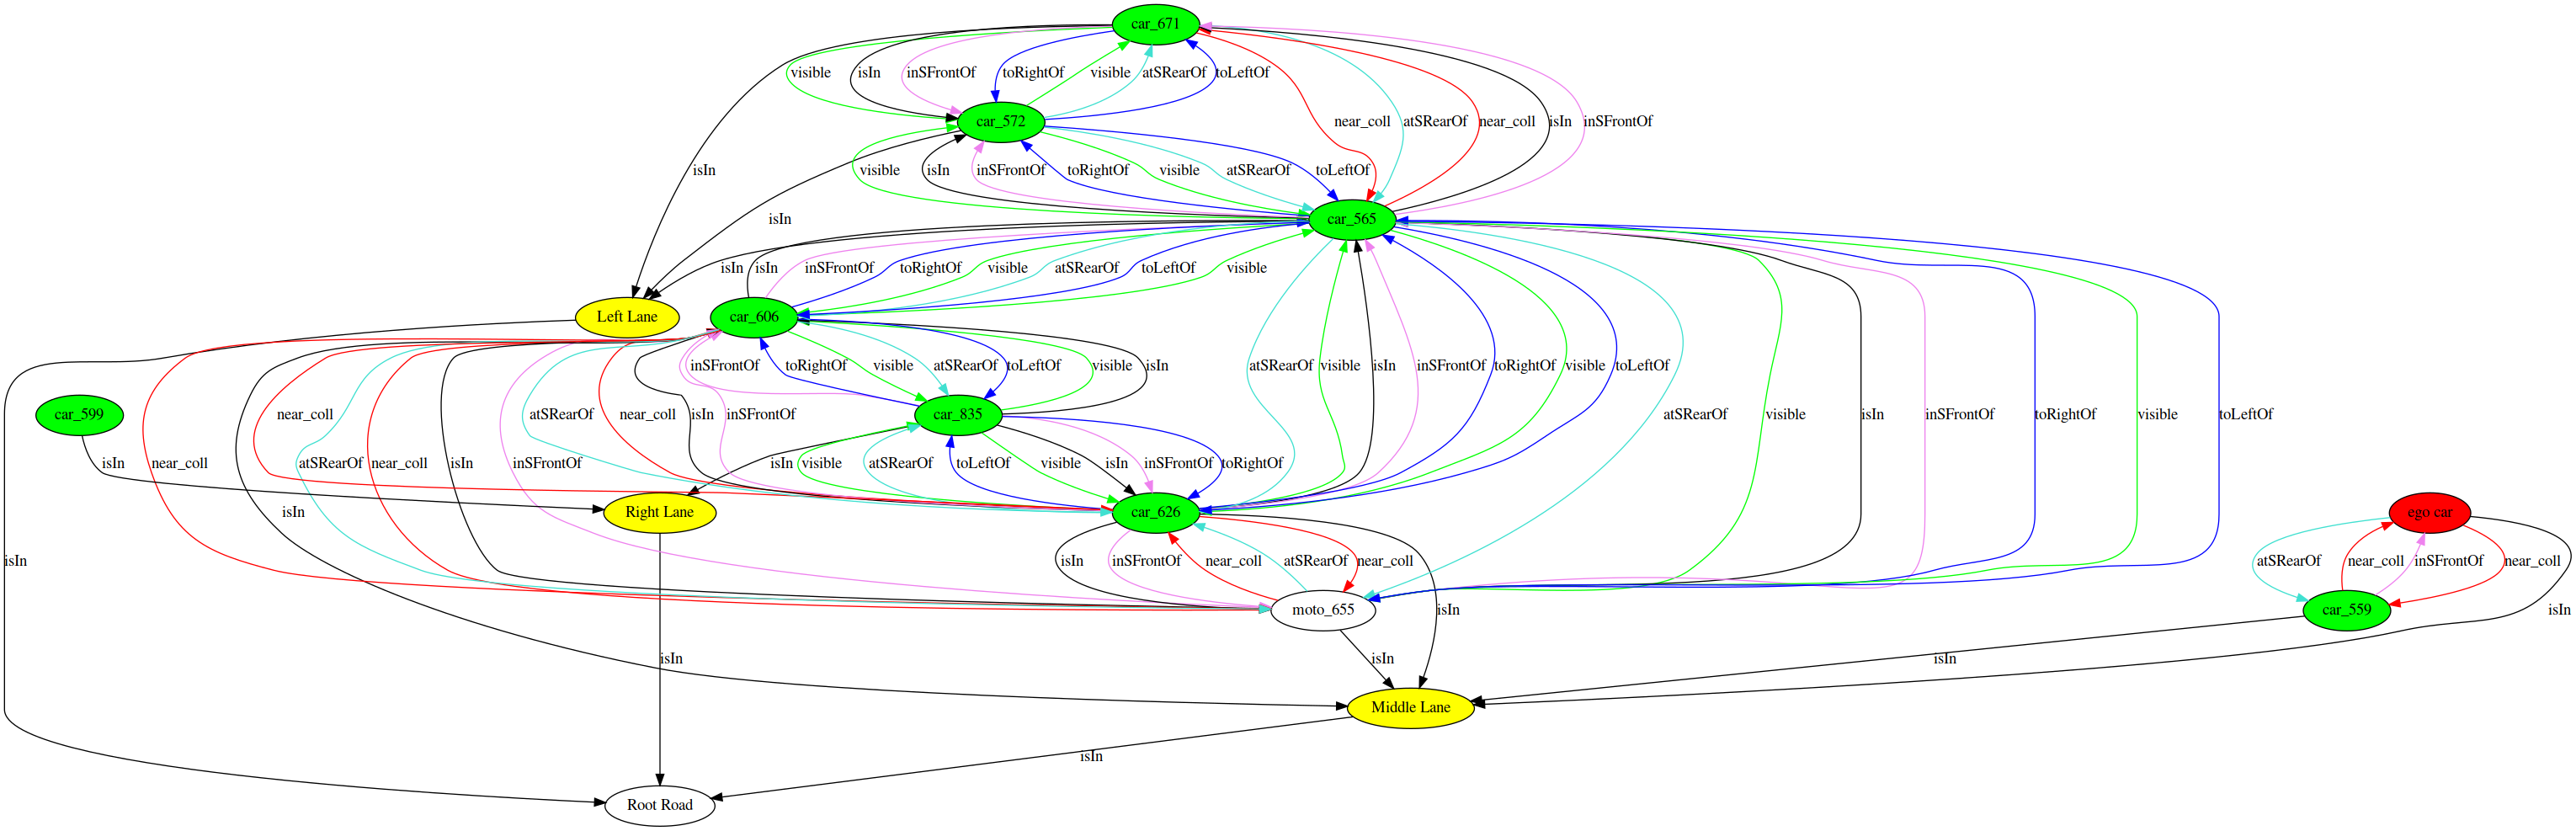 car_671
visible isIn inSFrontOf toRightOf visible atSRearOf toLeftOf
car_572 near_coll atSRearOf near_coll isIn inSFrontOf
isIn visible isIn inSFrontOf toRightOf visible atSRearOf toLeftOf
isIn car_565
isIn isIn inSFrontOf toRightOf visible atSRearOf toLeftOf visible
Left Lane car_606
inSFrontOf toRightOf visible atSRearOf toLeftOf visible isIn atSRearOf visible isIn inSFrontOf toRightOf visible toLeftOf
car_599 near_coll atSRearOf near_coll isIn inSFrontOf car_835 atSRearOf visible isIn inSFrontOf toRightOf visible toLeftOf
isIn near_coll atSRearOf near_coll isIn inSFrontOf isIn visible atSRearOf toLeftOf visible isIn inSFrontOf toRightOf
isIn Right Lane car_626 ego car
isIn isIn inSFrontOf near_coll atSRearOf near_coll atSRearOf near_coll inSFrontOf near_coll
moto_655 isIn car_559 isIn
isIn isIn isIn
Middle Lane
isIn
Root Road